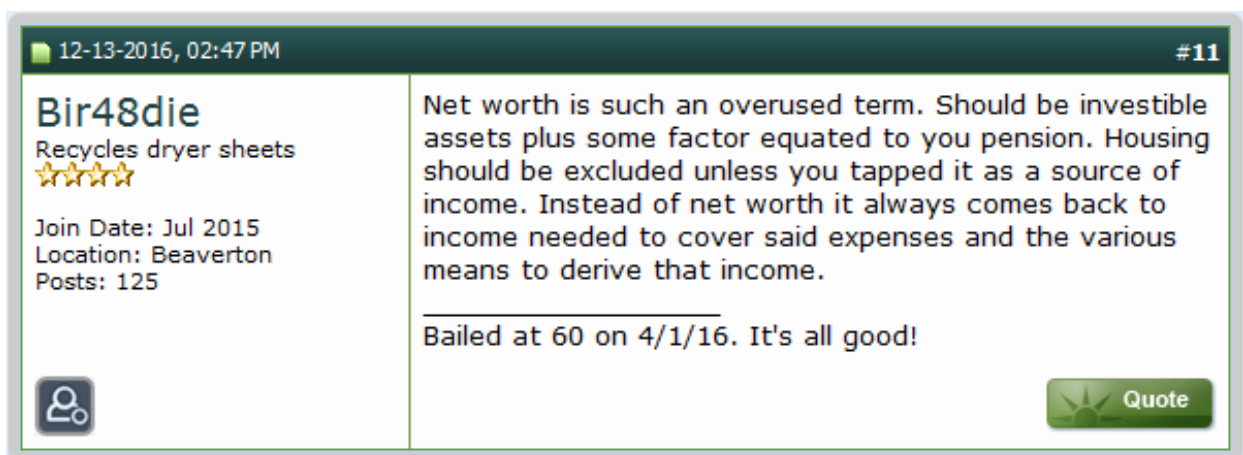 12-13-2016, 02:47 PM
#11
Bir48die
Recycles dryer sheets
Join Date: Jul 2015
Location: Beaverton
Posts: 125
Net worth is such an overused term. Should be investible
assets plus some factor equated to you pension. Housing
should be excluded unless you tapped it as a source of
income. Instead of net worth it always comes back to
income needed to cover said expenses and the various
means to derive that income.
Bailed at 60 on 4/1/16. It's all good!
Quote